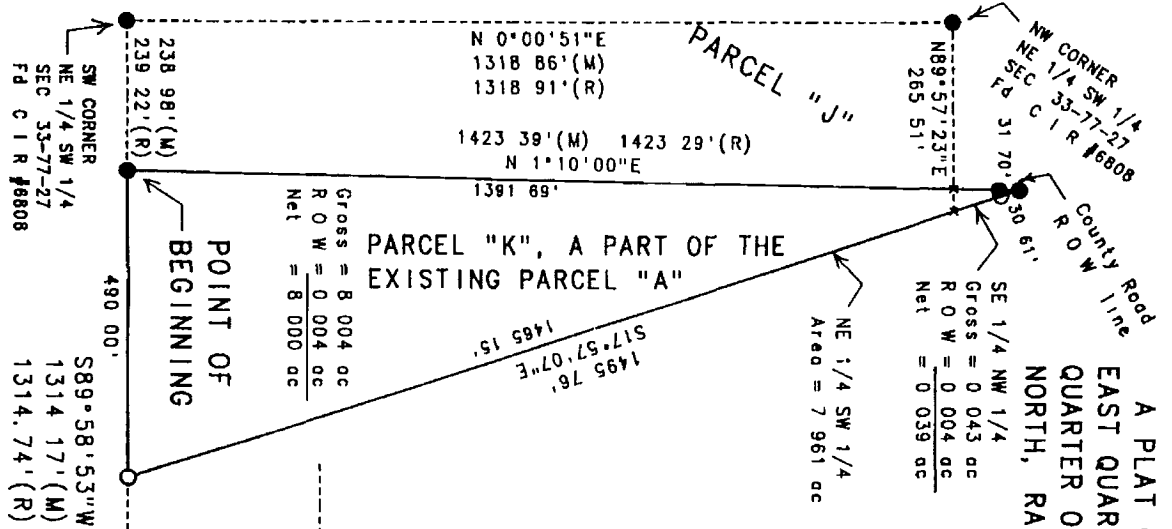 NW CORNER
NE 1/4 SW 1/4
SEC 33-77-27
Fd C I R #6808
N 0°00'51"E
1318 86'(M)
1318 91'(R)
PARCEL "J"
N89°57'23"E
265 51'
31 70'
30 61'
County Road
R O W line
238 98'(M)
239 22'(R)
SW CORNER
NE 1/4 SW 1/4
SEC 33-77-27
Fd C I R #6808
1423 39'(M) 1423 29'(R)
N 1°10'00"E
1391 69'
PARCEL "K", A PART OF THE
EXISTING PARCEL "A"
Gross = 8 004 ac
R O W = 0 004 ac
Net = 8 000 ac
POINT OF
BEGINNING
490 00'
1465 15'
S17°57'07"E
1495 76'
NE 1/4 SW 1/4
Area = 7 961 ac
SE 1/4 NW 1/4
Gross = 0 043 ac
R O W = 0 004 ac
Net = 0 039 ac
S89°58'53"W
1314 17'(M)
1314.74'(R)
A PLAT
EAST QUAR
QUARTER O
NORTH, RA